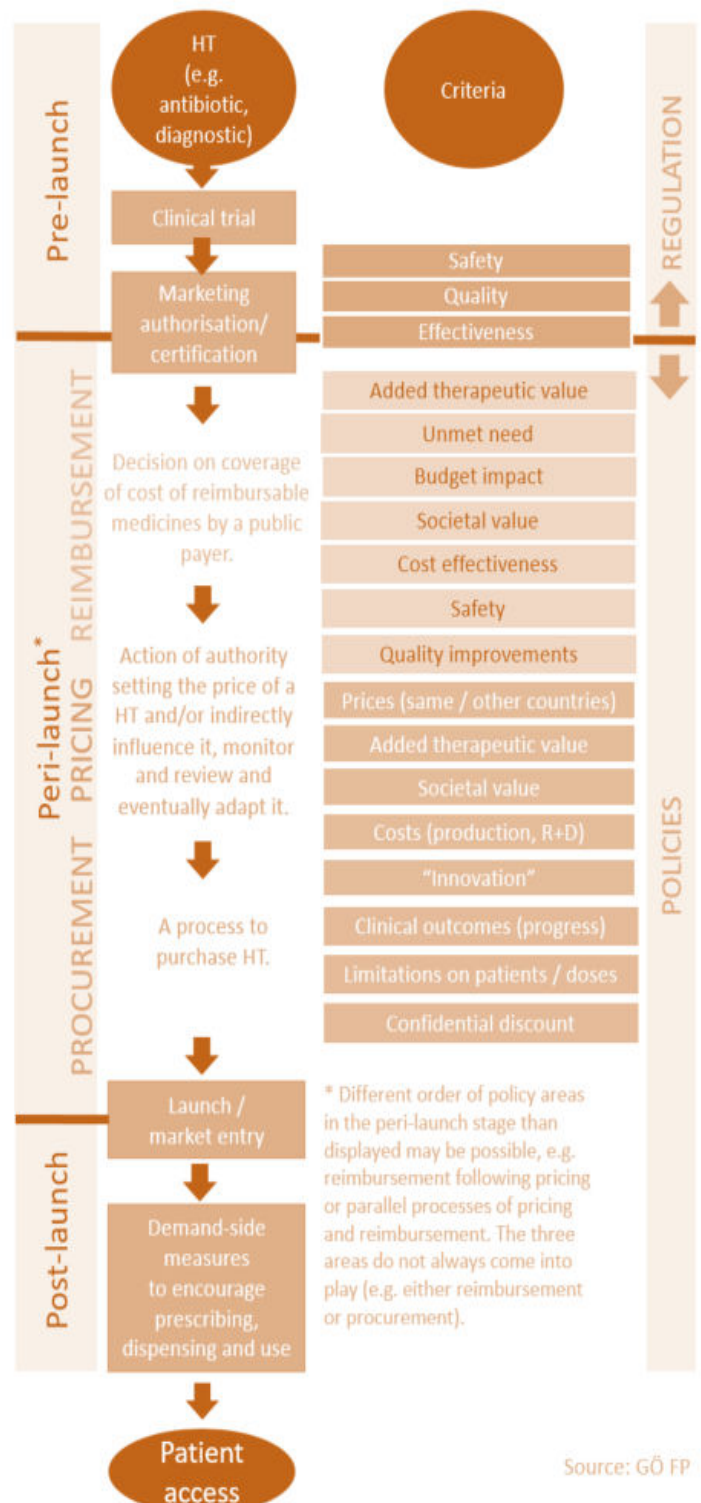 HT
(e.g.
antibiotic,
diagnostic)
Criteria
Pre-launch
REGULATION
Clinical trial
Marketing
authorisation/
certification
Safety
Quality
Effectiveness
Peri-launch*
REIMBURSEMENT
PRICING
PROCUREMENT
POLICIES
Decision on coverage
of cost of reimbursable
medicines by a public
payer.
Added therapeutic value
Unmet need
Budget impact
Societal value
Cost effectiveness
Safety
Quality improvements
Action of authority
setting the price of a
HT and/or indirectly
influence it, monitor
and review and
eventually adapt it.
Prices (same / other countries)
Added therapeutic value
Societal value
Costs (production, R+D)
“Innovation”
A process to
purchase HT.
Clinical outcomes (progress)
Limitations on patients / doses
Confidential discount
Launch /
market entry
* Different order of policy areas
in the peri-launch stage than
displayed may be possible, e.g.
reimbursement following pricing
or parallel processes of pricing
and reimbursement. The three
areas do not always come into
play (e.g. either reimbursement
or procurement).
Post-launch
Demand-side
measures
to encourage
prescribing,
dispensing and use
Patient
access
Source: GÖ FP